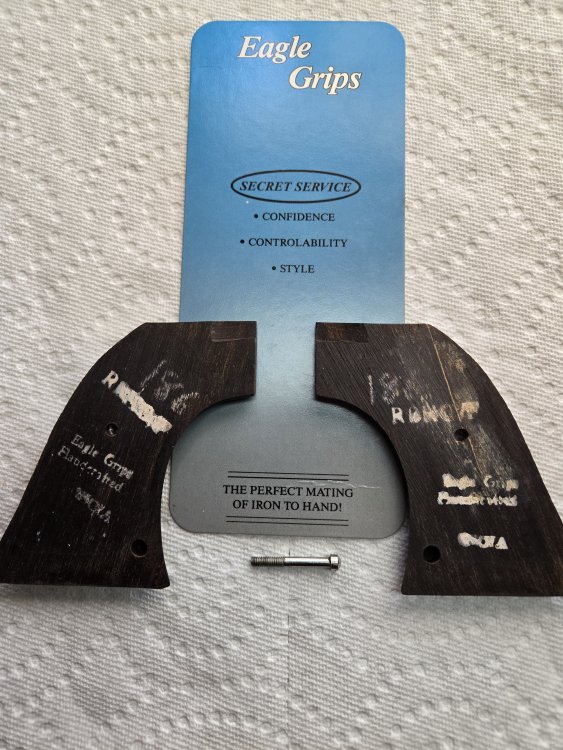 Eagle
Grips
SECRET SERVICE
• CONFIDENCE
• CONTROLABILITY
• STYLE
THE PERFECT MATING
OF IRON TO HAND!
186
Eagle Grips
Handcrafted
Eagle Grips